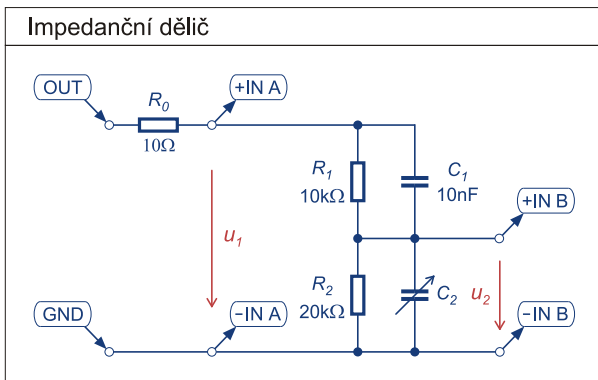 Impedanční dělič
OUT
R0
+IN A
10Ω
R1
10kΩ
C1
10nF
+IN B
u1
R2
20kΩ
C2
u2
GND
−IN A
−IN B